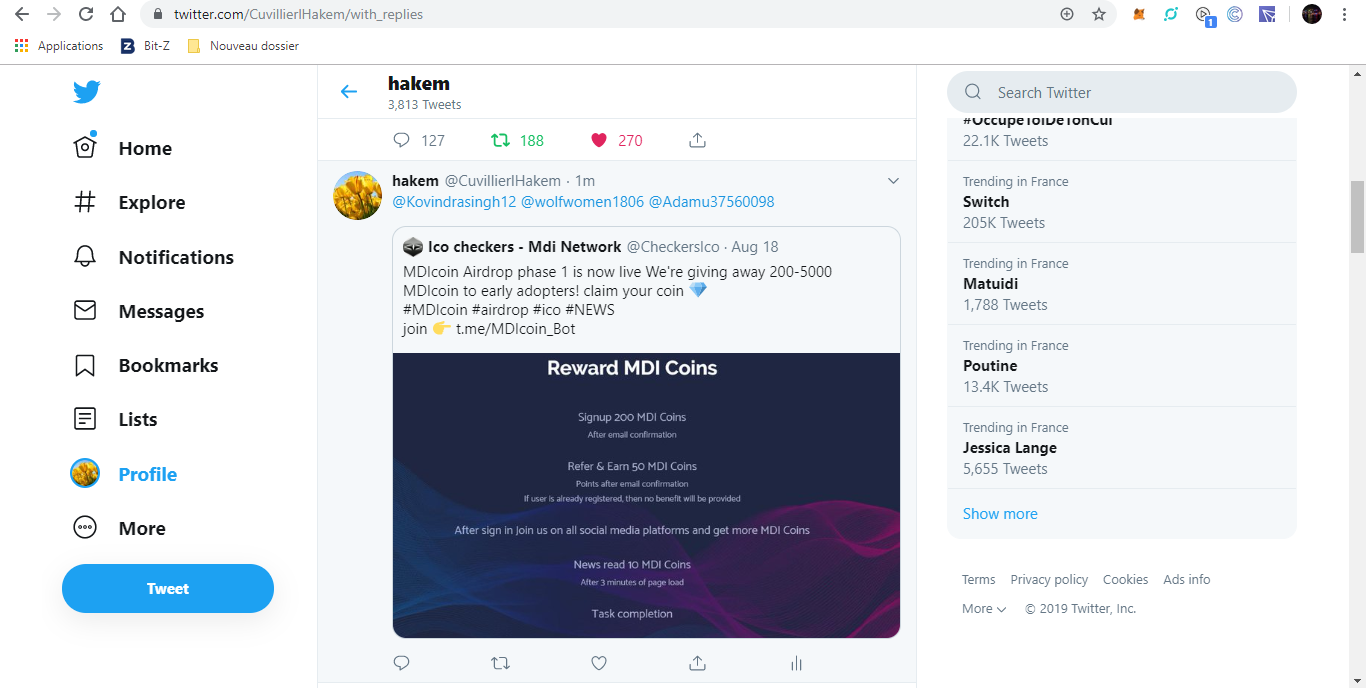 twitter.com/CuvillierlHakem/with_replies
1
Applications
Bit-Z
Nouveau dossier
Home
Explore
Notifications
Messages
Bookmarks
Lists
Profile
More
Tweet
hakem
3,813 Tweets
127 188 270
hakem @CuvillierlHakem · 1m
@Kovindrasingh12 @wolfwomen1806 @Adamu37560098
Ico checkers - Mdi Network @CheckersIco · Aug 18
MDIcoin Airdrop phase 1 is now live We're giving away 200-5000
MDIcoin to early adopters! claim your coin 💎
#MDIcoin #airdrop #ico #NEWS
join 👉 t.me/MDIcoin_Bot
Reward MDI Coins
Signup 200 MDI Coins
After email confirmation
Refer & Earn 50 MDI Coins
Points after email confirmation
If user is already registered, then no benefit will be provided
After sign in Join us on all social media platforms and get more MDI Coins
News read 10 MDI Coins
After 3 minutes of page load
Task completion
Search Twitter
#OccupeToiDeTonCul
22.1K Tweets
Trending in France
Switch
205K Tweets
Trending in France
Matuidi
1,788 Tweets
Trending in France
Poutine
13.4K Tweets
Trending in France
Jessica Lange
5,655 Tweets
Show more
Terms Privacy policy Cookies Ads info
More © 2019 Twitter, Inc.